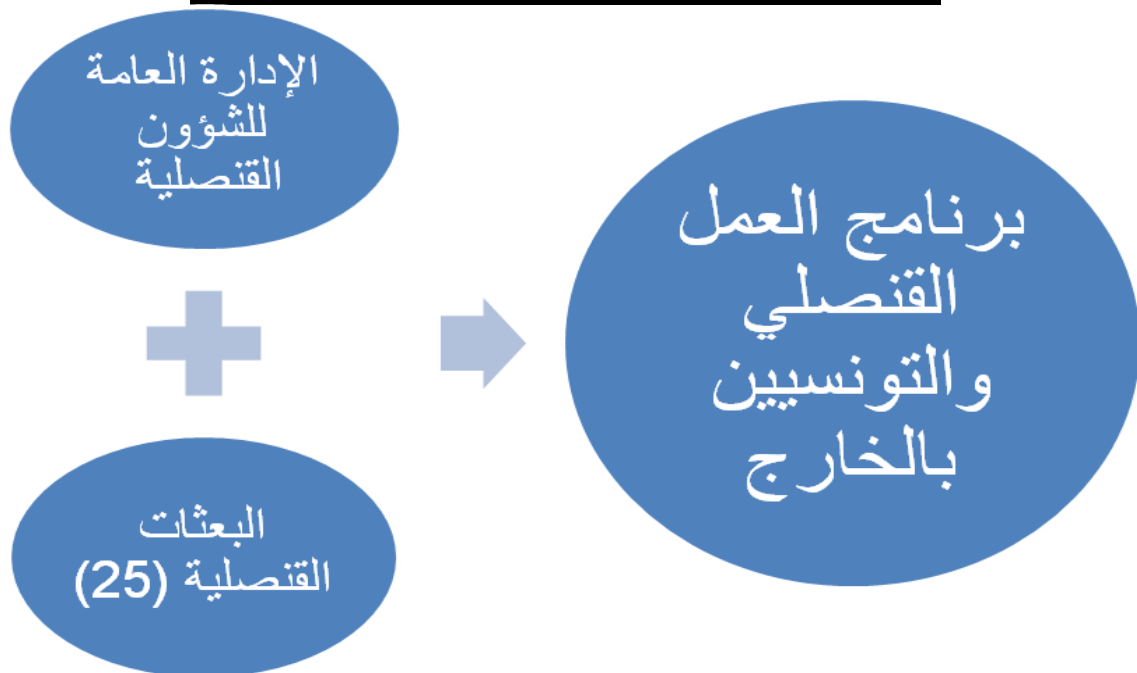 الإدارة العامة
للشؤون
القنصلية
البعثات
القنصلية (25)
برنامج العمل
القنصلي
والتونسيين
بالخارج